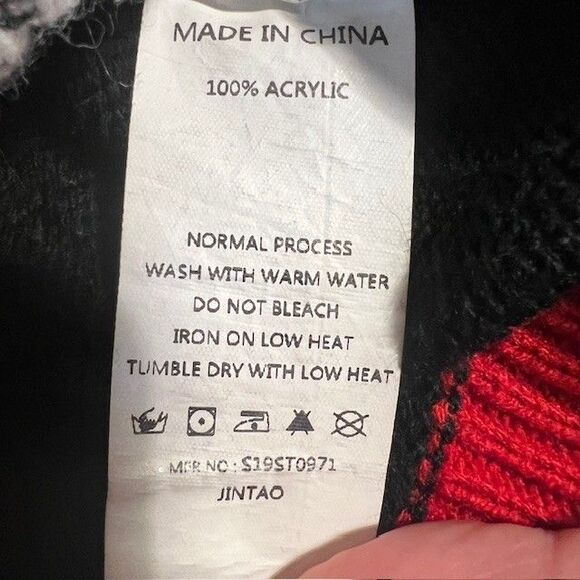 MADE IN CHINA
100% ACRYLIC
NORMAL PROCESS
WASH WITH WARM WATER
DO NOT BLEACH
IRON ON LOW HEAT
TUMBLE DRY WITH LOW HEAT
MFR NO : S19ST0971
JINTAO